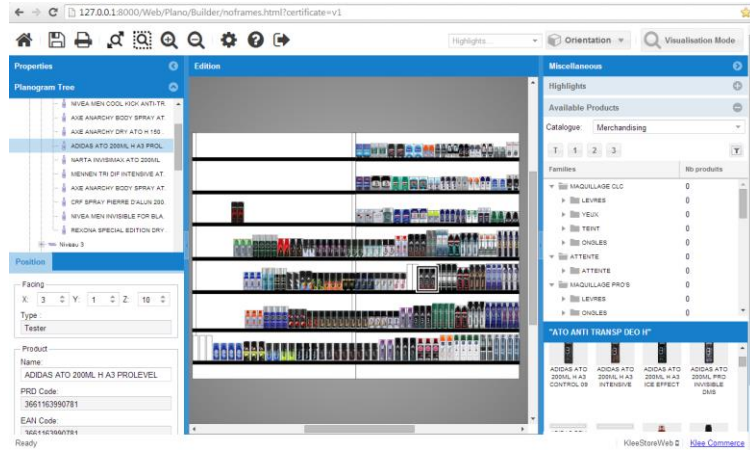 127.0.0.1:8000/Web/Plano/Builder/noframes.html?certificate=v1
Highlights ...
Orientation
Visualisation Mode
Properties
Edition
Miscellaneous
Planogram Tree
NIVEA MEN COOL KICK ANTI-TR
AXE ANARCHY BODY SPRAY AT
AXE ANARCHY DRY ATO H 150
ADIDAS ATO 200ML H A3 PROL
NARTA INVISIMAX ATO 200ML
MENNEN TRI DIF INTENSIVE AT.
AXE ANARCHY BODY SPRAY AT.
CRF SPRAY PIERRE D'ALUN 200.
NIVEA MEN INVISIBLE FOR BLA.
REXONA SPECIAL EDITION DRY
Niveau 3
Position
Facing
X: 3 Y: 1 Z: 10
Type :
Tester
Product
Name:
ADIDAS ATO 200ML H A3 PROLEVEL
PRD Code:
3661163990781
EAN Code:
3661163990781
Ready
Highlights
Available Products
Catalogue: Merchandising
T 1 2 3
Families Nb produits
MAQUILLAGE CLC 0
LEVRES 0
YEUX 0
TEINT 0
ONGLES 0
ATTENTE 0
ATTENTE 0
MAQUILLAGE PRO'S 0
LEVRES 0
ONGLES 0
"ATO ANTI TRANSP DEO H"
ADIDAS ATO 200ML H A3 CONTROL 09
ADIDAS ATO 200ML H A3 INTENSIVE
ADIDAS ATO 200ML H A3 ICE EFFECT
ADIDAS ATO 200ML PRO INVISIBLE DMS
KleeStoreWeb
Klee Commerce